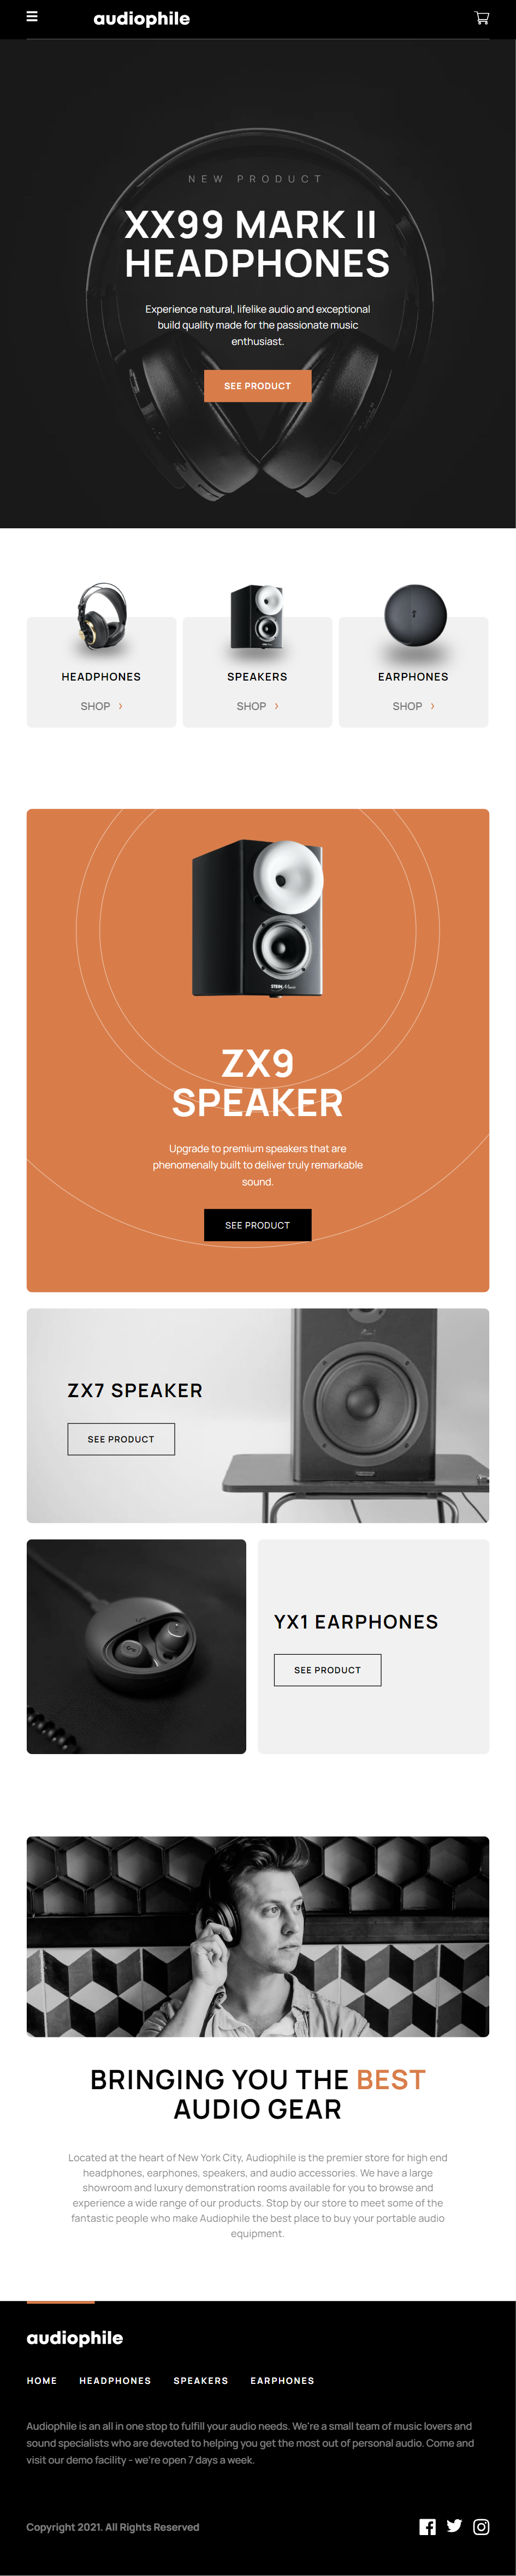 audiophile
NEW PRODUCT
XX99 MARK II
HEADPHONES
Experience natural, lifelike audio and exceptional
build quality made for the passionate music
enthusiast.
SEE PRODUCT
HEADPHONES
SHOP
SPEAKERS
SHOP
EARPHONES
SHOP
STEIN Music
ZX9
SPEAKER
Upgrade to premium speakers that are
phenomenally built to deliver truly remarkable
sound.
SEE PRODUCT
ZX7 SPEAKER
SEE PRODUCT
YX1 EARPHONES
SEE PRODUCT
BRINGING YOU THE BEST
AUDIO GEAR
Located at the heart of New York City, Audiophile is the premier store for high end
headphones, earphones, speakers, and audio accessories. We have a large
showroom and luxury demonstration rooms available for you to browse and
experience a wide range of our products. Stop by our store to meet some of the
fantastic people who make Audiophile the best place to buy your portable audio
equipment.
audiophile
HOME HEADPHONES SPEAKERS EARPHONES
Audiophile is an all in one stop to fulfill your audio needs. We're a small team of music lovers and
sound specialists who are devoted to helping you get the most out of personal audio. Come and
visit our demo facility - we're open 7 days a week.
Copyright 2021. All Rights Reserved